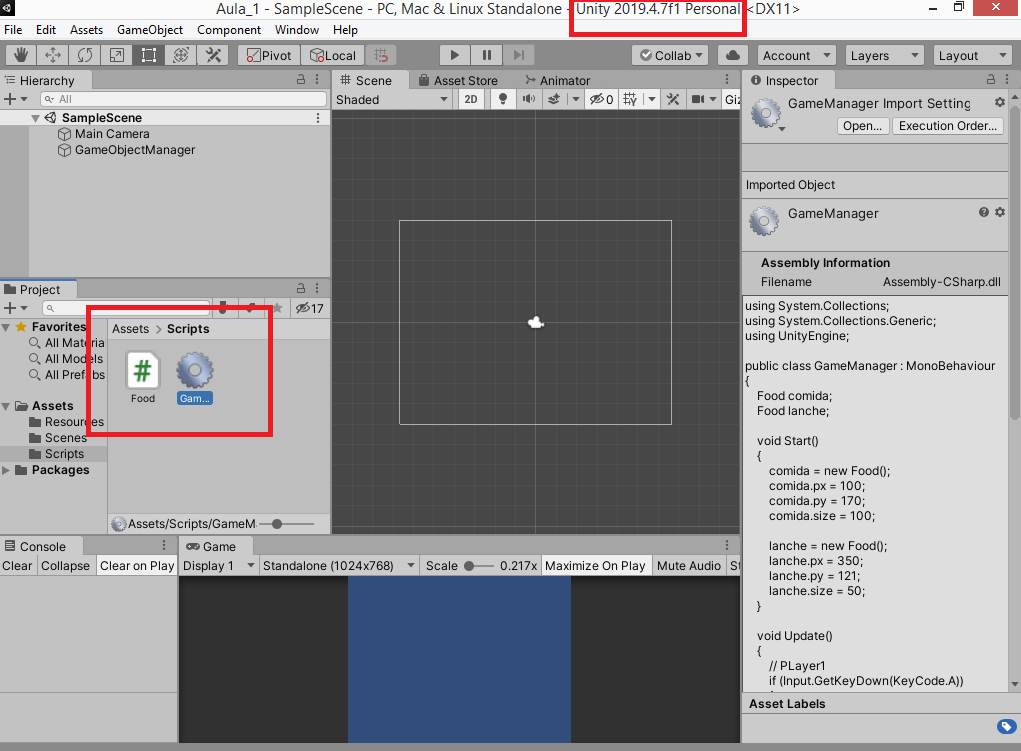 Aula_1 - SampleScene - PC, Mac & Linux Standalone - Unity 2019.4.7f1 Personal <DX11>
File Edit Assets GameObject Component Window Help
Pivot Local Collab Account Layers Layout
Hierarchy
All
SampleScene
Main Camera
GameObjectManager
Scene Asset Store Animator
Shaded 2D 0 Giz
Inspector
GameManager Import Setting
Open... Execution Order...
Imported Object
GameManager
Assembly Information
Filename Assembly-CSharp.dll
using System.Collections;
using System.Collections.Generic;
using UnityEngine;
public class GameManager : MonoBehaviour
{
Food comida;
Food lanche;
void Start()
{
comida = new Food();
comida.px = 100;
comida.py = 170;
comida.size = 100;
lanche = new Food();
lanche.px = 350;
lanche.py = 121;
lanche.size = 50;
}
void Update()
{
// PLayer1
if (Input.GetKeyDown(KeyCode.A))
Asset Labels
Project
17
Favorites
All Materia
All Models
All Prefabs
Assets
Resources
Scenes
Scripts
Packages
Assets > Scripts
Food Gam...
Assets/Scripts/GameM
Console
Clear Collapse Clear on Play
Game
Display 1 Standalone (1024x768) Scale 0.217x Maximize On Play Mute Audio St